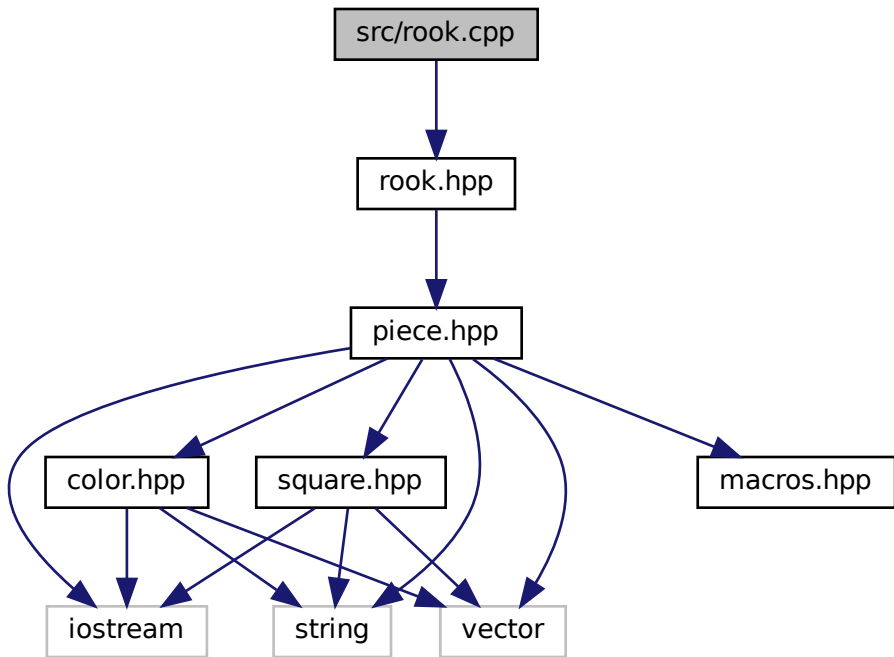 src/rook.cpp
rook.hpp
piece.hpp
color.hpp
square.hpp
macros.hpp
iostream
string
vector